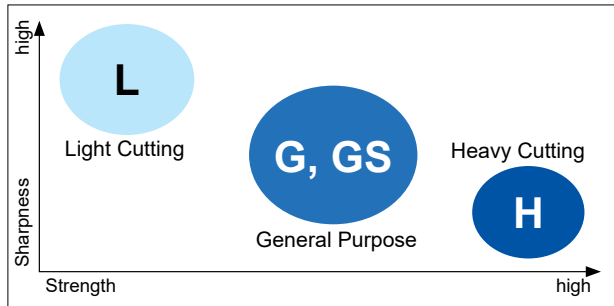 high
L
Light Cutting
G, GS
General Purpose
Heavy Cutting
H
Sharpness
Strength
high